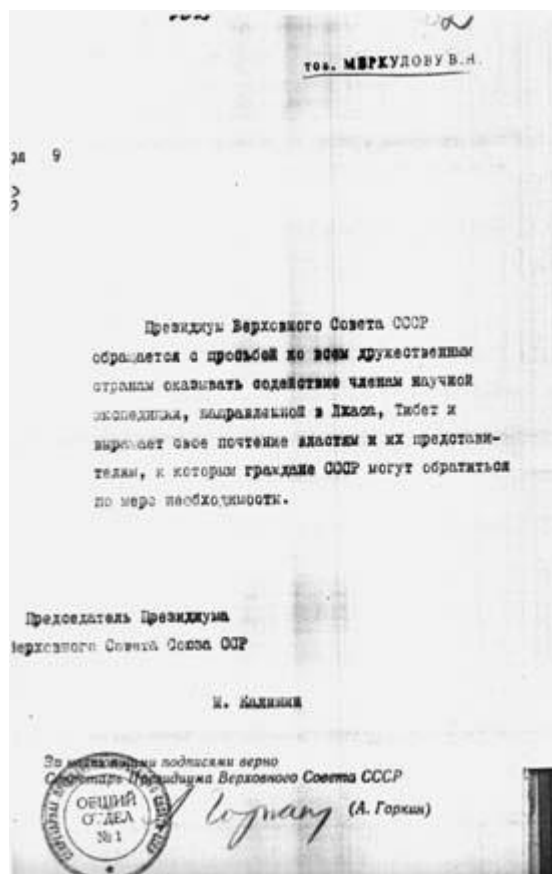 тов. МЕРКУЛОВУ В.Н.
9
Президиум Верховного Совета СССР
обращается с просьбой ко всем дружественным
странам оказывать содействие членам научной
экспедиции, направленной в Лхаса, Тибет и
выражает свое почтение властям и их представи-
телям, к которым граждане СССР могут обратиться
по мере необходимости.
Председатель Президиума
Верховного Совета Союза ССР
М. Калинин
За надлежащими подписями верно
Секретарь Президиума Верховного Совета СССР
ОБЩИЙ
ОТДЕЛ
№ 1
(А. Горкин)